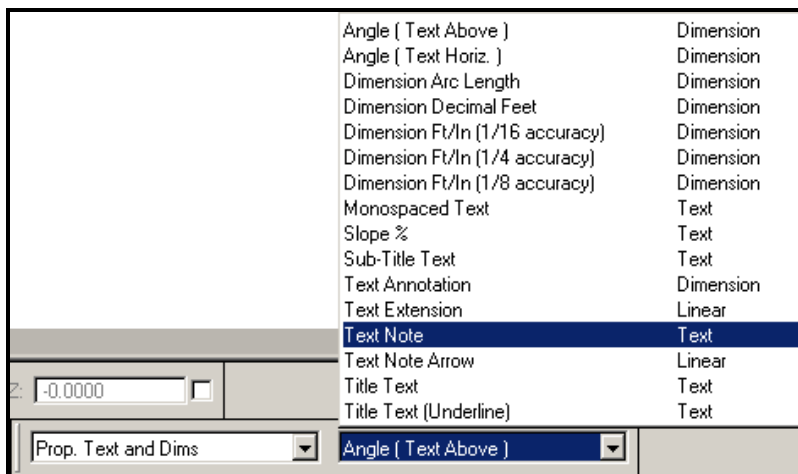 Angle ( Text Above ) Dimension
Angle ( Text Horiz. ) Dimension
Dimension Arc Length Dimension
Dimension Decimal Feet Dimension
Dimension Ft/In (1/16 accuracy) Dimension
Dimension Ft/In (1/4 accuracy) Dimension
Dimension Ft/In (1/8 accuracy) Dimension
Monospaced Text Text
Slope % Text
Sub-Title Text Text
Text Annotation Dimension
Text Extension Linear
Text Note Text
Text Note Arrow Linear
Title Text Text
Title Text (Underline) Text
Z: -0.0000
Prop. Text and Dims Angle ( Text Above )